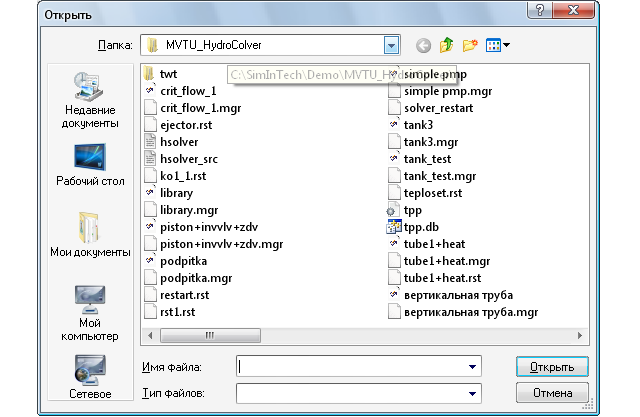 Открыть
Папка: MVTU_HydroColver
C:\SimInTech\Demo\MVTU_Hy
Недавние документы
Рабочий стол
Мои документы
Мой компьютер
Сетевое
twt
crit_flow_1
crit_flow_1.mgr
ejector.rst
hsolver
hsolver_src
ko1_1.rst
library
library.mgr
piston+invvlv+zdv
piston+invvlv+zdv.mgr
podpitka
podpitka.mgr
restart.rst
rst1.rst
simple pmp
simple pmp.mgr
solver_restart
tank3
tank3.mgr
tank_test
tank_test.mgr
teploset.rst
tpp
tpp.db
tube1+heat
tube1+heat.mgr
tube1+heat.rst
вертикальная труба
вертикальная труба.mgr
Имя файла:
Открыть
Тип файлов:
Отмена